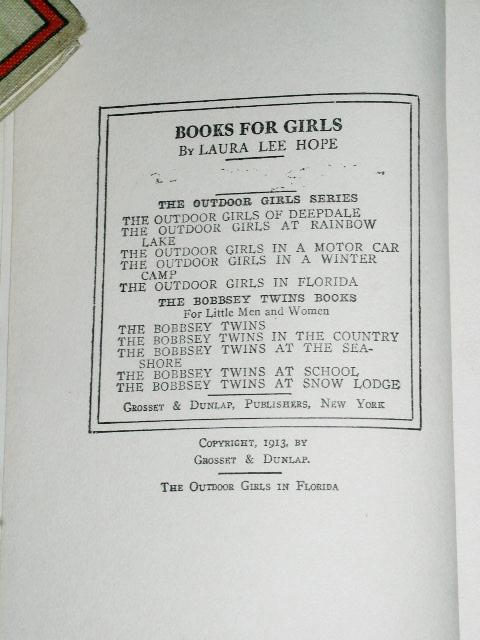 BOOKS FOR GIRLS
BY LAURA LEE HOPE
THE OUTDOOR GIRLS SERIES
THE OUTDOOR GIRLS OF DEEPDALE
THE OUTDOOR GIRLS AT RAINBOW
LAKE
THE OUTDOOR GIRLS IN A MOTOR CAR
THE OUTDOOR GIRLS IN A WINTER
CAMP
THE OUTDOOR GIRLS IN FLORIDA
THE BOBBSEY TWINS BOOKS
For Little Men and Women
THE BOBBSEY TWINS
THE BOBBSEY TWINS IN THE COUNTRY
THE BOBBSEY TWINS AT THE SEA-
SHORE
THE BOBBSEY TWINS AT SCHOOL
THE BOBBSEY TWINS AT SNOW LODGE
GROSSET & DUNLAP, PUBLISHERS, NEW YORK
COPYRIGHT, 1913, BY
GROSSET & DUNLAP.
THE OUTDOOR GIRLS IN FLORIDA